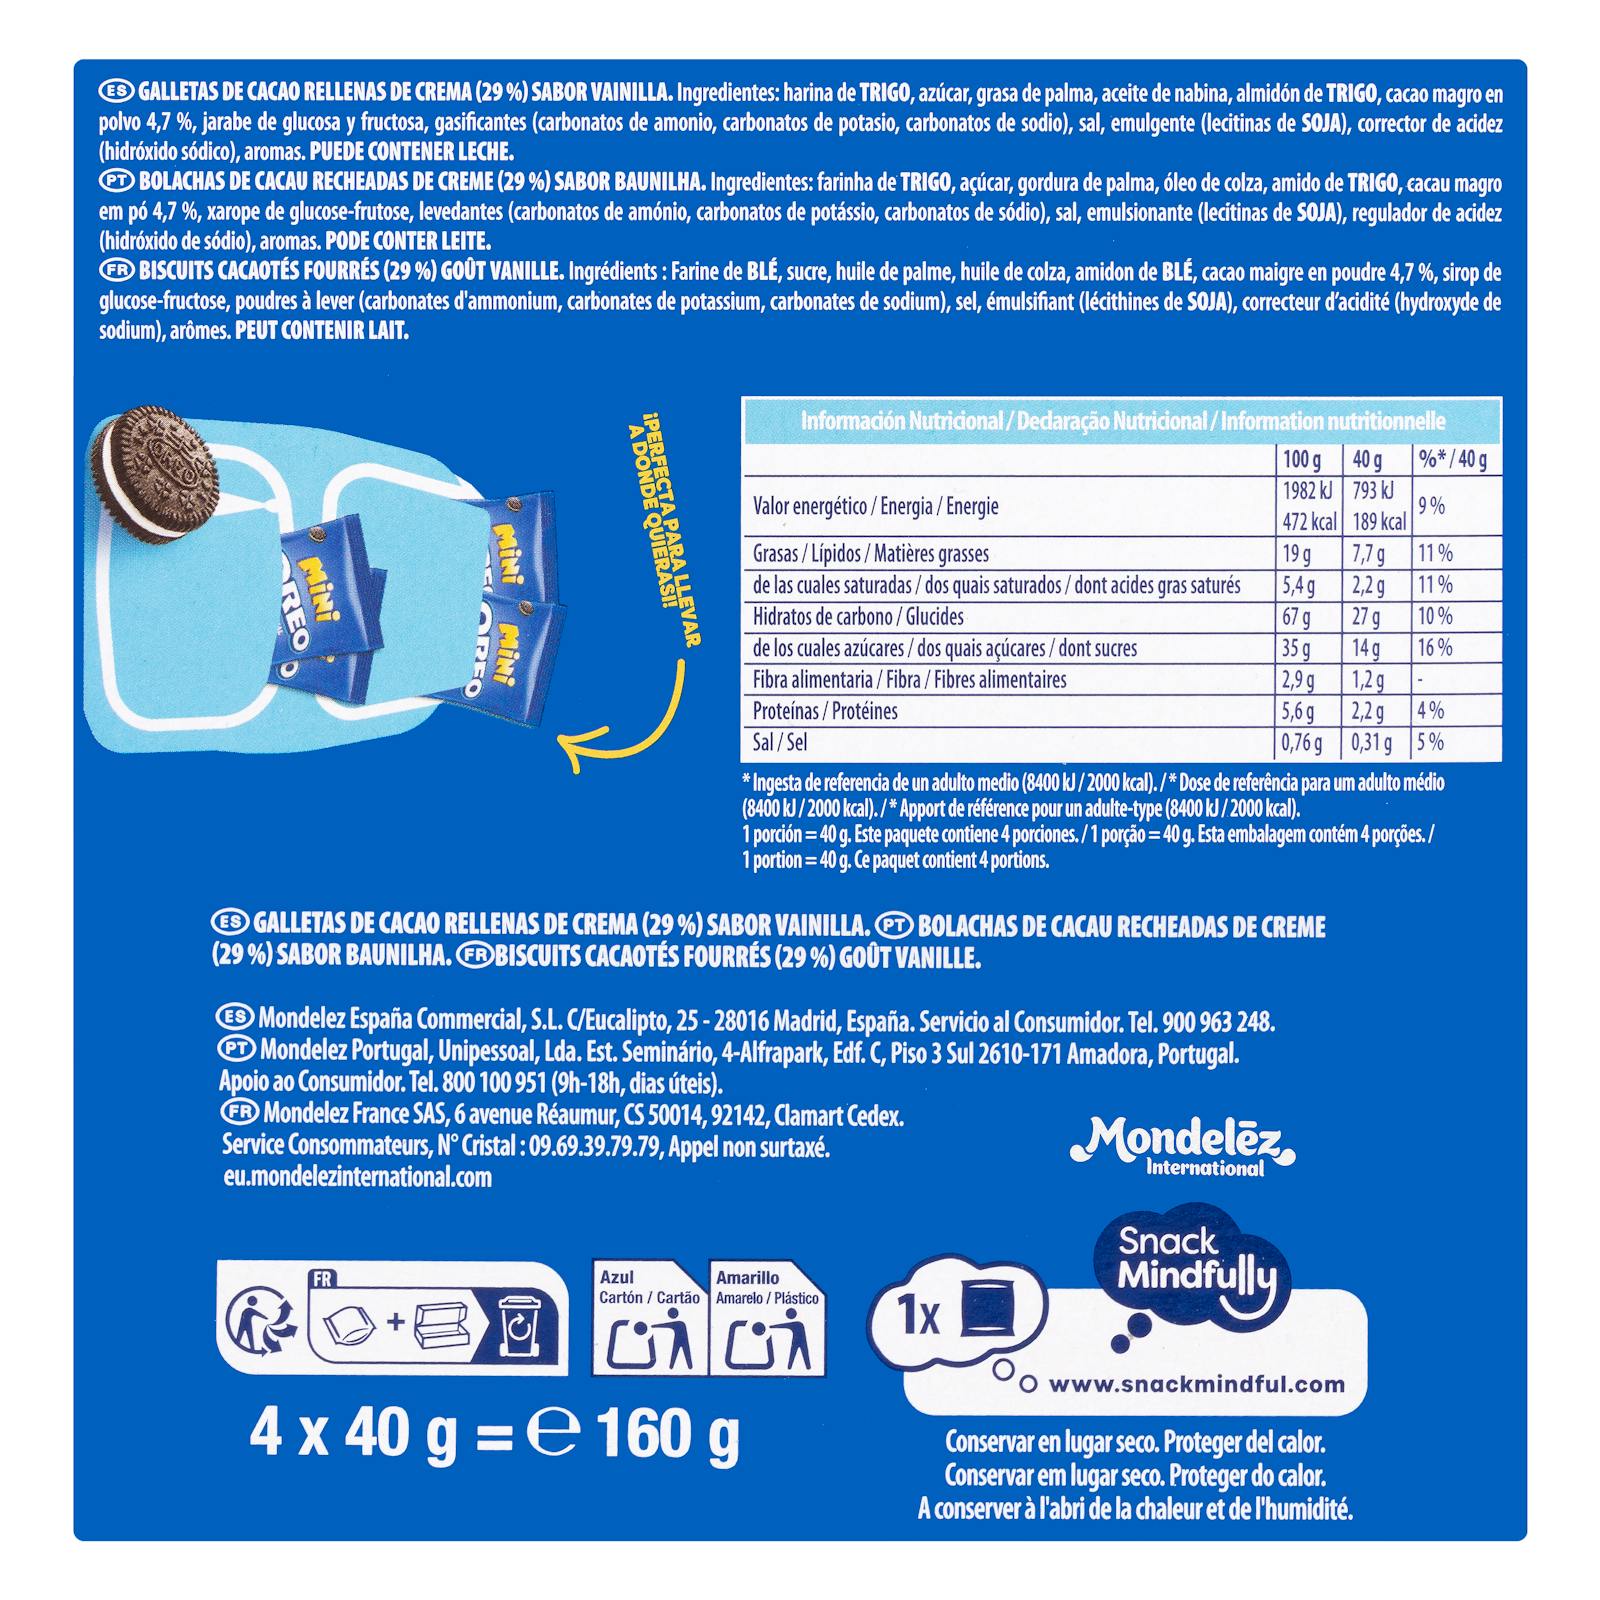 ES GALLETAS DE CACAO RELLENAS DE CREMA (29 %) SABOR VAINILLA. Ingredientes: harina de TRIGO, azúcar, grasa de palma, aceite de nabina, almidón de TRIGO, cacao magro en
polvo 4,7 %, jarabe de glucosa y fructosa, gasificantes (carbonatos de amonio, carbonatos de potasio, carbonatos de sodio), sal, emulgente (lecitinas de SOJA), corrector de acidez
(hidróxido sódico), aromas. PUEDE CONTENER LECHE.
PT BOLACHAS DE CACAU RECHEADAS DE CREME (29 %) SABOR BAUNILHA. Ingredientes: farinha de TRIGO, açúcar, gordura de palma, óleo de colza, amido de TRIGO, cacau magro
em pó 4,7 %, xarope de glucose-frutose, levedantes (carbonatos de amónio, carbonatos de potássio, carbonatos de sódio), sal, emulsionante (lecitinas de SOJA), regulador de acidez
(hidróxido de sódio), aromas. PODE CONTER LEITE.
FR BISCUITS CACAOTÉS FOURRÉS (29 %) GOÛT VANILLE. Ingrédients : Farine de BLÉ, sucre, huile de palme, huile de colza, amidon de BLÉ, cacao maigre en poudre 4,7 %, sirop de
glucose-fructose, poudres à lever (carbonates d'ammonium, carbonates de potassium, carbonates de sodium), sel, émulsifiant (lécithines de SOJA), correcteur d'acidité (hydroxyde de
sodium), arômes. PEUT CONTENIR LAIT.
OREO
MINI
OREO
MINI
MINI
OREO
¡PERFECTA PARA LLEVAR
A DONDE QUIERAS!!
Información Nutricional / Declaração Nutricional / Information nutritionnelle
100 g 40 g %* / 40 g
Valor energético / Energia / Energie 1982 kJ 793 kJ 9 %
472 kcal 189 kcal
Grasas / Lípidos / Matières grasses 19 g 7,7 g 11 %
de las cuales saturadas / dos quais saturados / dont acides gras saturés 5,4 g 2,2 g 11 %
Hidratos de carbono / Glucides 67 g 27 g 10 %
de los cuales azúcares / dos quais açúcares / dont sucres 35 g 14 g 16 %
Fibra alimentaria / Fibra / Fibres alimentaires 2,9 g 1,2 g -
Proteínas / Protéines 5,6 g 2,2 g 4 %
Sal / Sel 0,76 g 0,31 g 5 %
* Ingesta de referencia de un adulto medio (8400 kJ / 2000 kcal). / * Dose de referência para um adulto médio
(8400 kJ / 2000 kcal). / * Apport de référence pour un adulte-type (8400 kJ / 2000 kcal).
1 porción = 40 g. Este paquete contiene 4 porciones. / 1 porção = 40 g. Esta embalagem contém 4 porções. /
1 portion = 40 g. Ce paquet contient 4 portions.
ES GALLETAS DE CACAO RELLENAS DE CREMA (29 %) SABOR VAINILLA. PT BOLACHAS DE CACAU RECHEADAS DE CREME
(29 %) SABOR BAUNILHA. FR BISCUITS CACAOTÉS FOURRÉS (29 %) GOÛT VANILLE.
ES Mondelez España Commercial, S.L. C/Eucalipto, 25 - 28016 Madrid, España. Servicio al Consumidor. Tel. 900 963 248.
PT Mondelez Portugal, Unipessoal, Lda. Est. Seminário, 4-Alfrapark, Edf. C, Piso 3 Sul 2610-171 Amadora, Portugal.
Apoio ao Consumidor. Tel. 800 100 951 (9h-18h, dias úteis).
FR Mondelez France SAS, 6 avenue Réaumur, CS 50014, 92142, Clamart Cedex.
Service Consommateurs, N° Cristal : 09.69.39.79.79, Appel non surtaxé.
eu.mondelezinternational.com
Mondelēz
International
Snack
Mindfully
1x
www.snackmindful.com
FR
+
Azul
Cartón / Cartão
Amarillo
Amarelo / Plástico
4 x 40 g = e 160 g
Conservar en lugar seco. Proteger del calor.
Conservar em lugar seco. Proteger do calor.
A conserver à l'abri de la chaleur et de l'humidité.